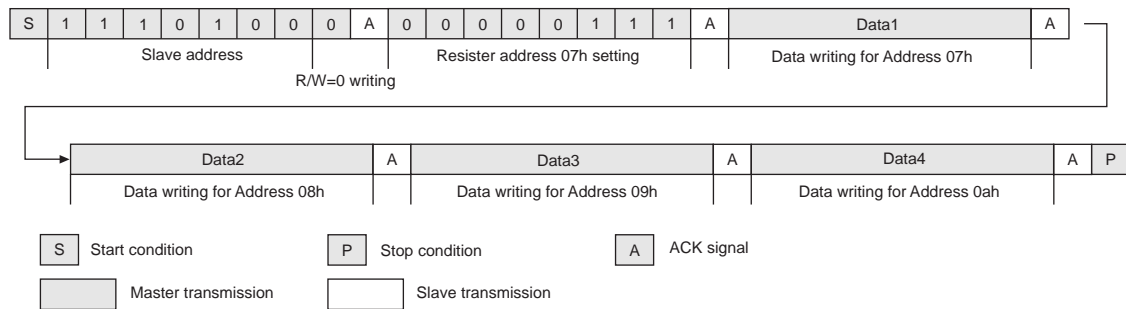 S 1 1 1 0 1 0 0 0 A 0 0 0 0 0 1 1 1 A Data1 A
Slave address Resister address 07h setting Data writing for Address 07h
R/W=0 writing
Data2 A Data3 A Data4 A P
Data writing for Address 08h Data writing for Address 09h Data writing for Address 0ah
S Start condition P Stop condition A ACK signal
Master transmission Slave transmission